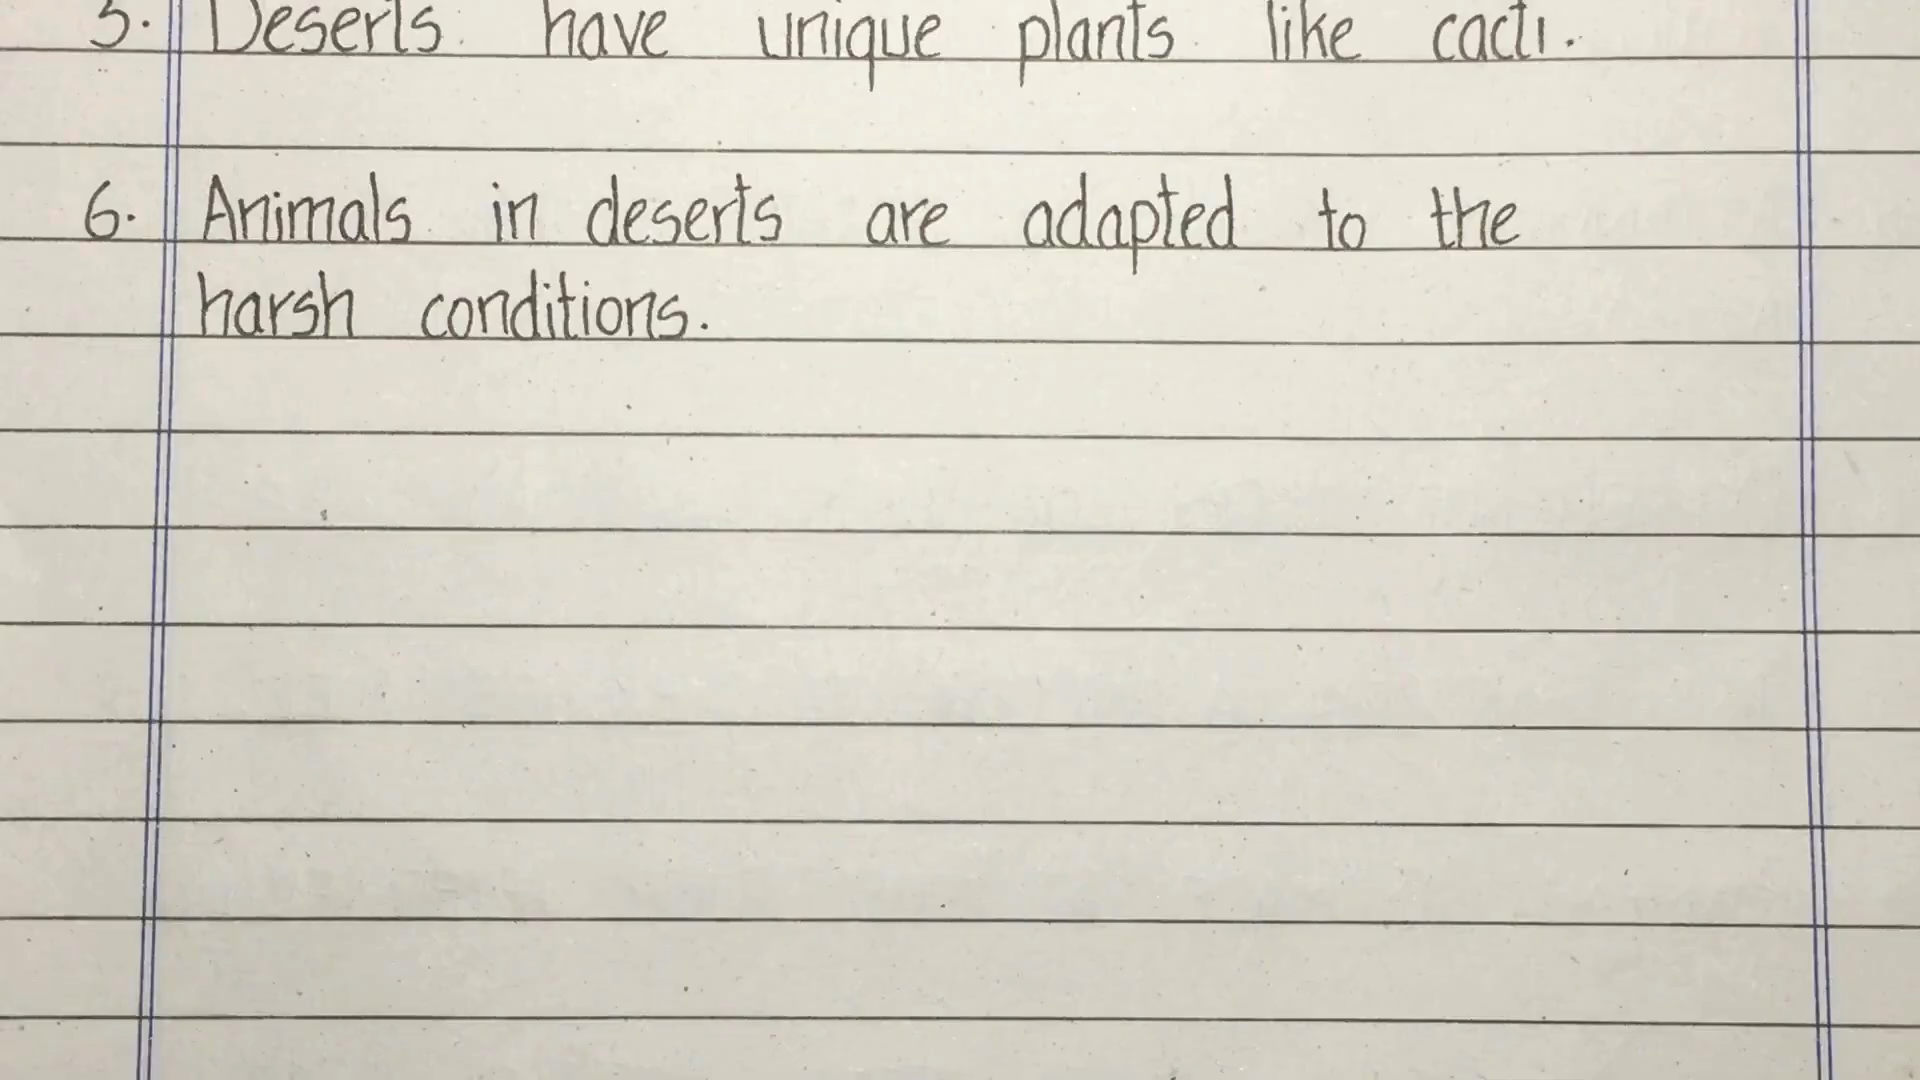 5. Deserts have unique plants like cacti.
6. Animals in deserts are adapted to the
harsh conditions.